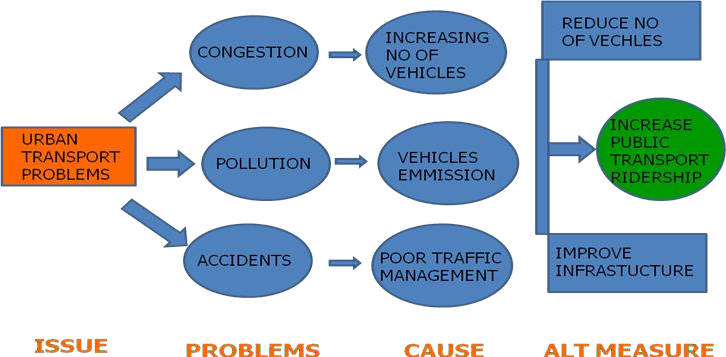 URBAN
TRANSPORT
PROBLEMS
CONGESTION
INCREASING
NO OF
VEHICLES
REDUCE NO
OF VECHLES
POLLUTION
VEHICLES
EMMISSION
INCREASE
PUBLIC
TRANSPORT
RIDERSHIP
ACCIDENTS
POOR TRAFFIC
MANAGEMENT
IMPROVE
INFRASTUCTURE
ISSUE
PROBLEMS
CAUSE
ALT MEASURE